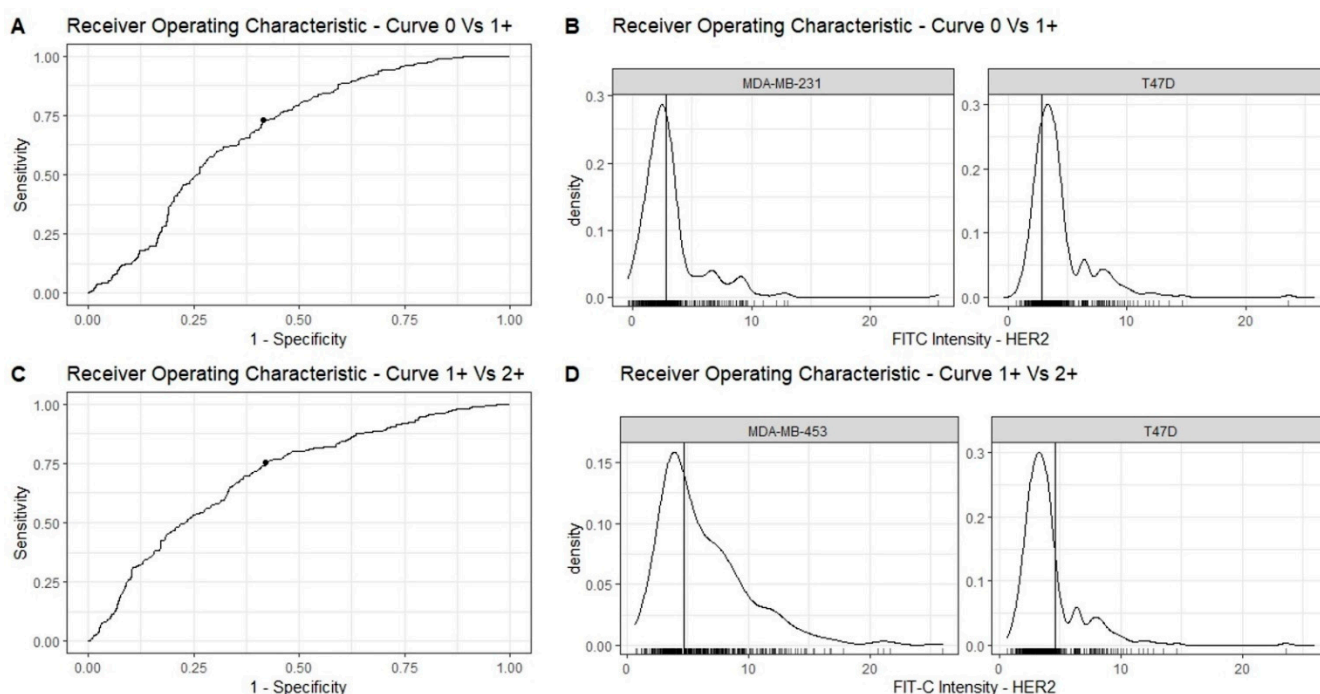 A Receiver Operating Characteristic - Curve 0 Vs 1+
1.00
0.75
0.50
0.25
0.00
Sensitivity
0.00 0.25 0.50 0.75 1.00
1 - Specificity
B Receiver Operating Characteristic - Curve 0 Vs 1+
MDA-MB-231
0.3
0.2
0.1
0.0
density
0 10 20
T47D
0.3
0.2
0.1
0.0
0 10 20
FITC Intensity - HER2
C Receiver Operating Characteristic - Curve 1+ Vs 2+
1.00
0.75
0.50
0.25
0.00
Sensitivity
0.00 0.25 0.50 0.75 1.00
1 - Specificity
D Receiver Operating Characteristic - Curve 1+ Vs 2+
MDA-MB-453
0.15
0.10
0.05
0.00
density
0 10 20
T47D
0.3
0.2
0.1
0.0
0 10 20
FIT-C Intensity - HER2